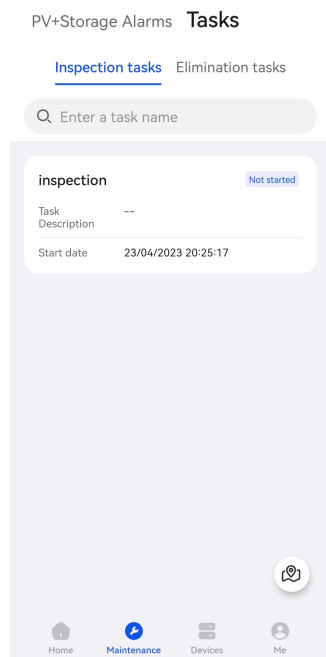 PV+Storage Alarms Tasks
Inspection tasks Elimination tasks
Enter a task name
inspection Not started
Task
Description --
Start date 23/04/2023 20:25:17
Home Maintenance Devices Me